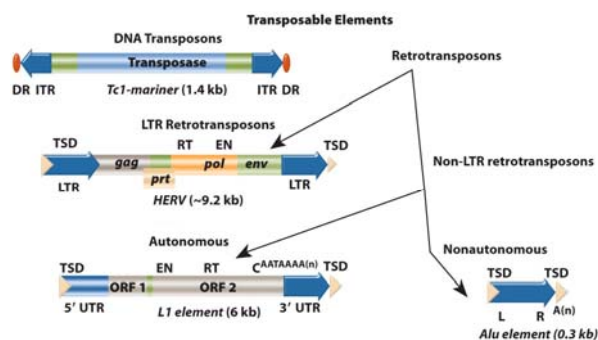 Transposable Elements
DNA Transposons
Transposase
DR ITR
ITR DR
Tc1-mariner (1.4 kb)
Retrotransposons
LTR Retrotransposons
TSD
RT
EN
TSD
gag
pol
env
prt
LTR
LTR
HERV (~9.2 kb)
Non-LTR retrotransposons
Autonomous
TSD
EN
RT
CAATAAAA(n)
TSD
ORF 1
ORF 2
5' UTR
L1 element (6 kb)
3' UTR
Nonautonomous
TSD
TSD
L
R
A(n)
Alu element (0.3 kb)